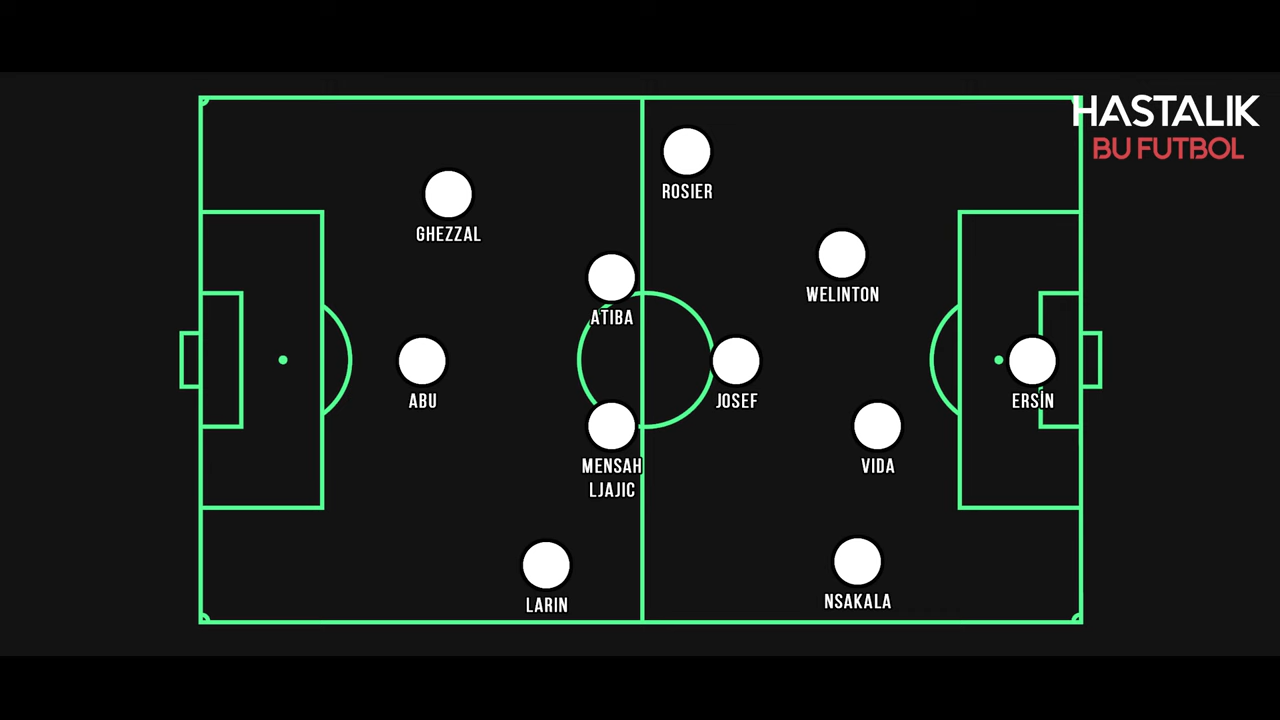 HASTALIK
BU FUTBOL
ROSIER
GHEZZAL
WELINTON
ATIBA
ABU
JOSEF
ERSİN
MENSAH
LJAJIC
VIDA
LARIN
NSAKALA